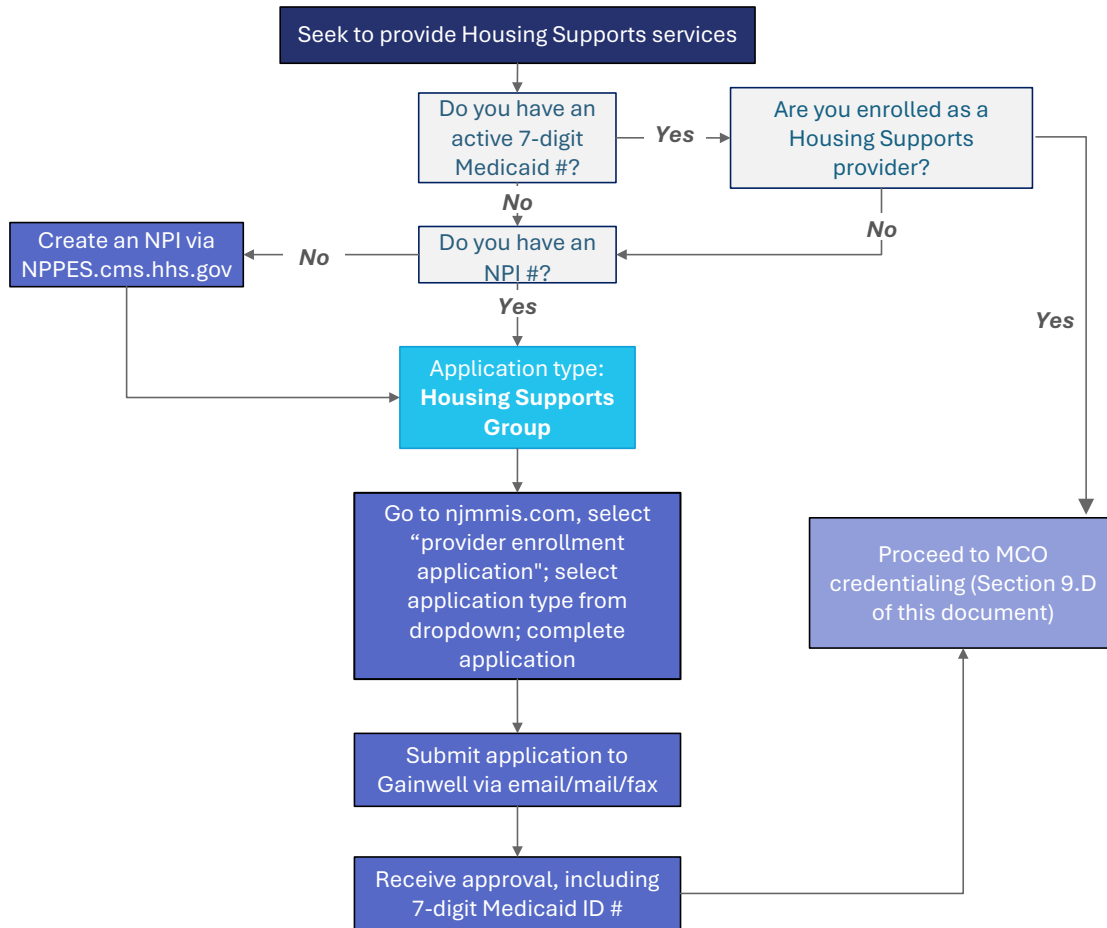 Seek to provide Housing Supports services
Do you have an
active 7-digit
Medicaid #?
Yes
Are you enrolled as a
Housing Supports
provider?
No
No
Create an NPI via
NPPES.cms.hhs.gov
No
Do you have an
NPI #?
Yes
Yes
Application type:
Housing Supports
Group
Go to njmmis.com, select
“provider enrollment
application"; select
application type from
dropdown; complete
application
Proceed to MCO
credentialing (Section 9.D
of this document)
Submit application to
Gainwell via email/mail/fax
Receive approval, including
7-digit Medicaid ID #